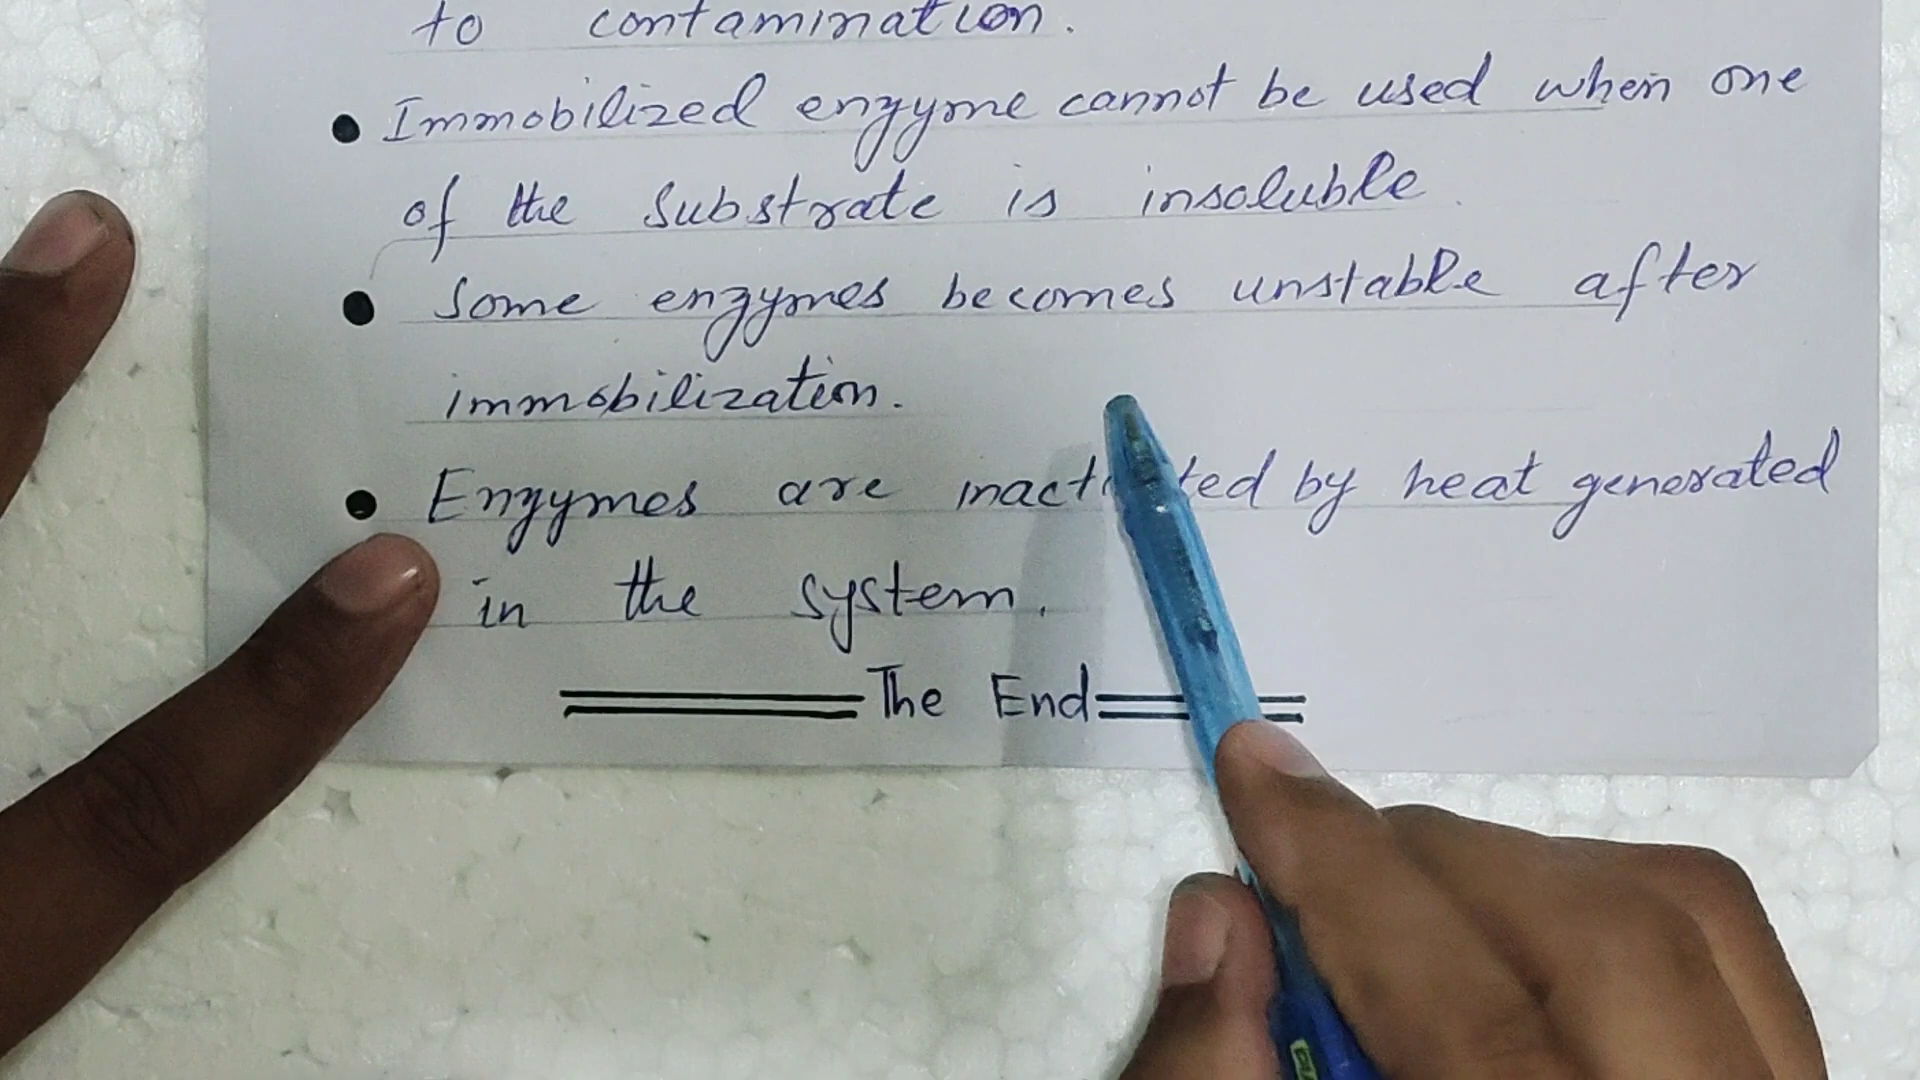 to contamination.
• Immobilized enzyme cannot be used when one
of the substrate is insoluble.
• Some enzymes becomes unstable after
immobilization.
• Enzymes are by heat generated
in the system.
The End